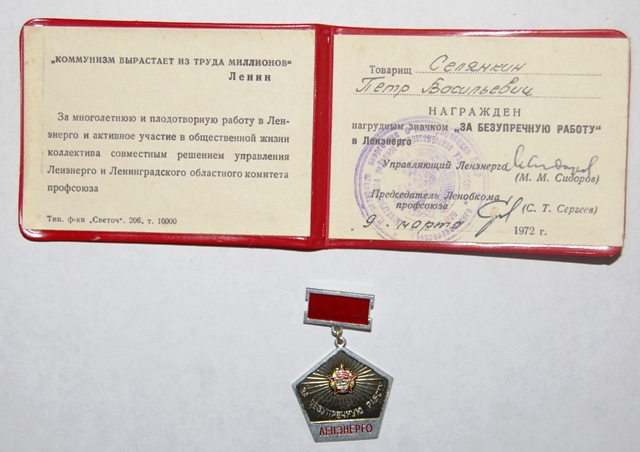 „КОММУНИЗМ ВЫРАСТАЕТ ИЗ ТРУДА МИЛЛИОНОВ“
Ленин
За многолетнюю и плодотворную работу в Лен-
энерго и активное участие в общественной жизни
коллектива совместным решением управления
Ленэнерго и Ленинградского областного комитета
профсоюза
Тип. ф-ки „Светоч“. 206, т. 10000
Товарищ Селянкин
Петр Васильевич
НАГРАЖДЕН
нагрудным значком „ЗА БЕЗУПРЕЧНУЮ РАБОТУ“
в Ленэнерго
Управляющий Ленэнерго
(М. М. Сидоров)
Председатель Ленобкома
профсоюза
(С. Т. Сергеев)
9 марта 1972 г.
ЗА БЕЗУПРЕЧНУЮ РАБОТУ
ЛЕНЭНЕРГО